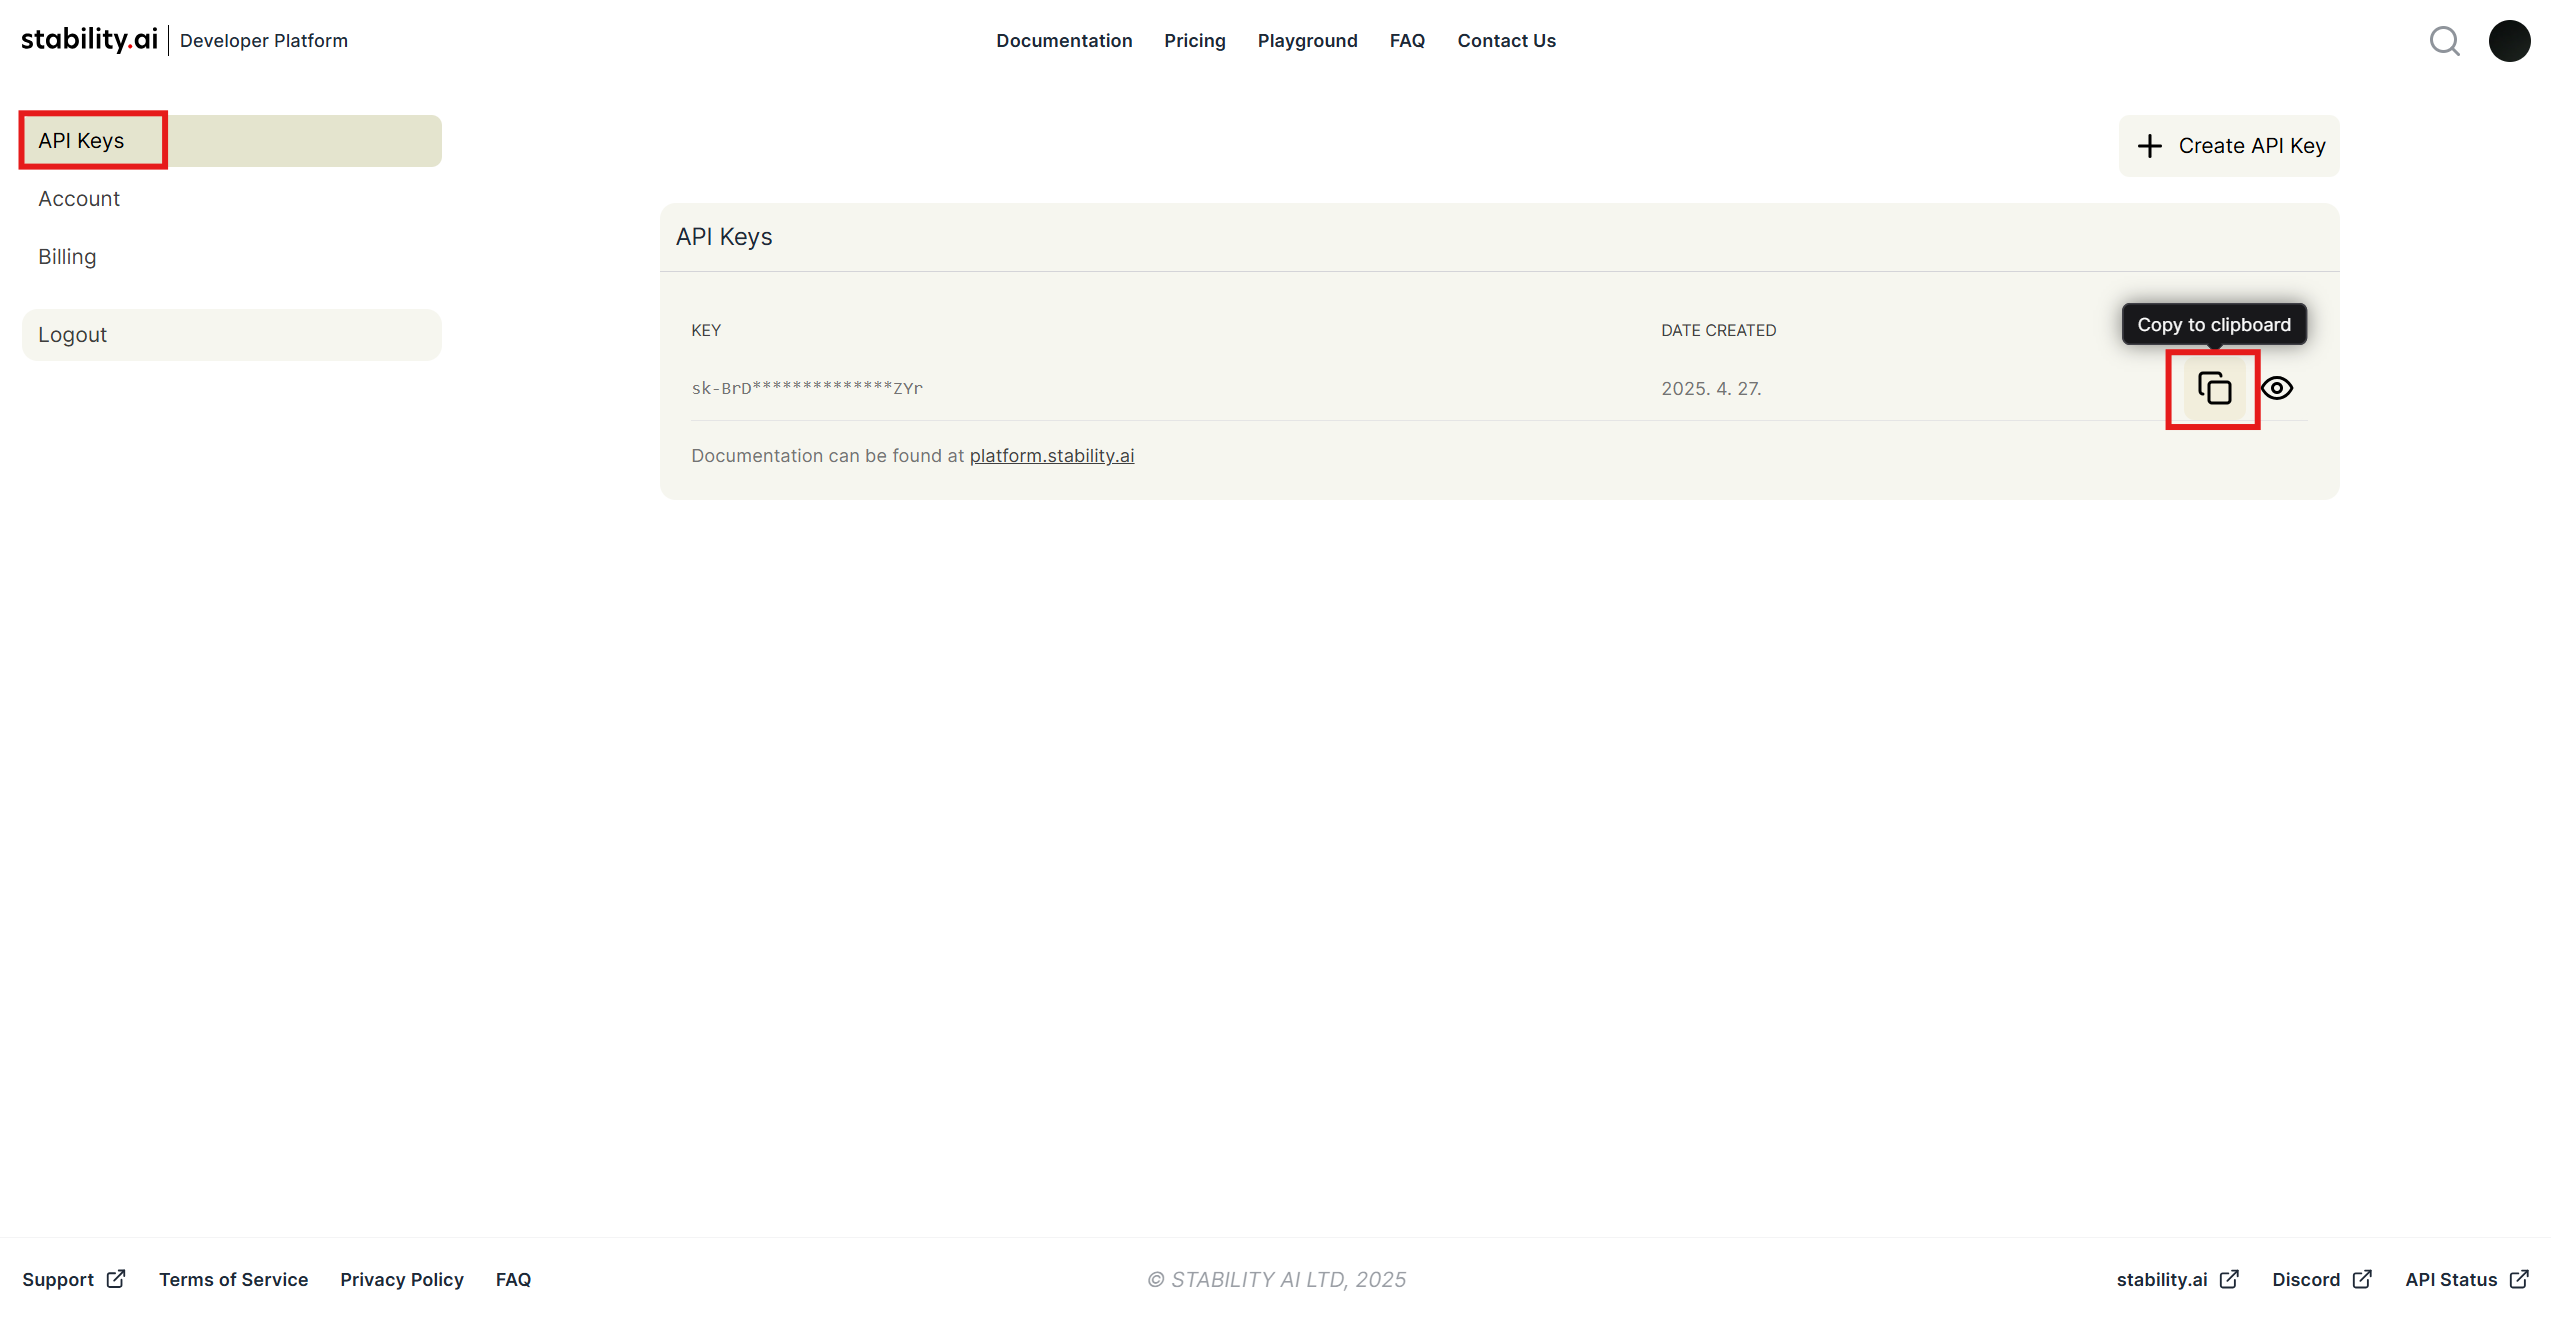 stability.ai Developer Platform
Documentation Pricing Playground FAQ Contact Us
API Keys
Account
Billing
Logout
Create API Key
API Keys
KEY DATE CREATED
Copy to clipboard
sk-BrD**************ZYr 2025. 4. 27.
Documentation can be found at platform.stability.ai
Support Terms of Service Privacy Policy FAQ
© STABILITY AI LTD, 2025
stability.ai Discord API Status